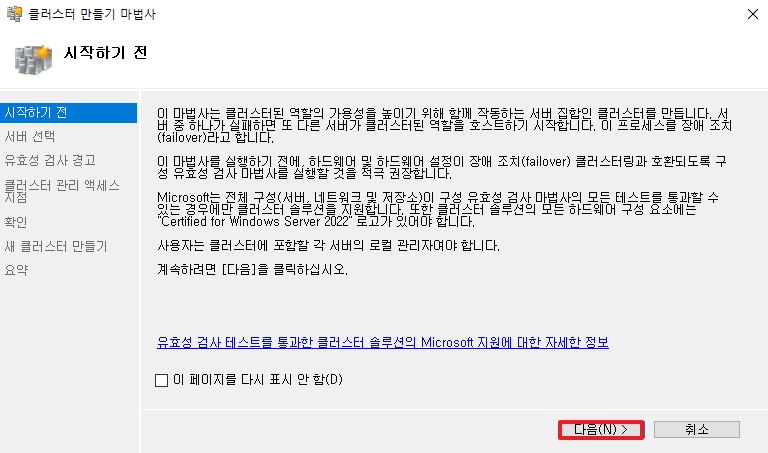 클러스터 만들기 마법사
시작하기 전
시작하기 전
서버 선택
유효성 검사 경고
클러스터 관리 액세스
지점
확인
새 클러스터 만들기
요약
이 마법사는 클러스터된 역할의 가용성을 높이기 위해 함께 작동하는 서버 집합인 클러스터를 만듭니다. 서
버 중 하나가 실패하면 또 다른 서버가 클러스터된 역할을 호스트하기 시작합니다. 이 프로세스를 장애 조치
(failover)라고 합니다.
이 마법사를 실행하기 전에, 하드웨어 및 하드웨어 설정이 장애 조치(failover) 클러스터링과 호환되도록 구
성 유효성 검사 마법사를 실행할 것을 적극 권장합니다.
Microsoft는 전체 구성(서버, 네트워크 및 저장소)이 구성 유효성 검사 마법사의 모든 테스트를 통과할 수
있는 경우에만 클러스터 솔루션을 지원합니다. 또한 클러스터 솔루션의 모든 하드웨어 구성 요소에는
"Certified for Windows Server 2022" 로고가 있어야 합니다.
사용자는 클러스터에 포함할 각 서버의 로컬 관리자여야 합니다.
계속하려면 [다음]을 클릭하십시오.
유효성 검사 테스트를 통과한 클러스터 솔루션의 Microsoft 지원에 대한 자세한 정보
이 페이지를 다시 표시 안 함(D)
다음(N) >
취소